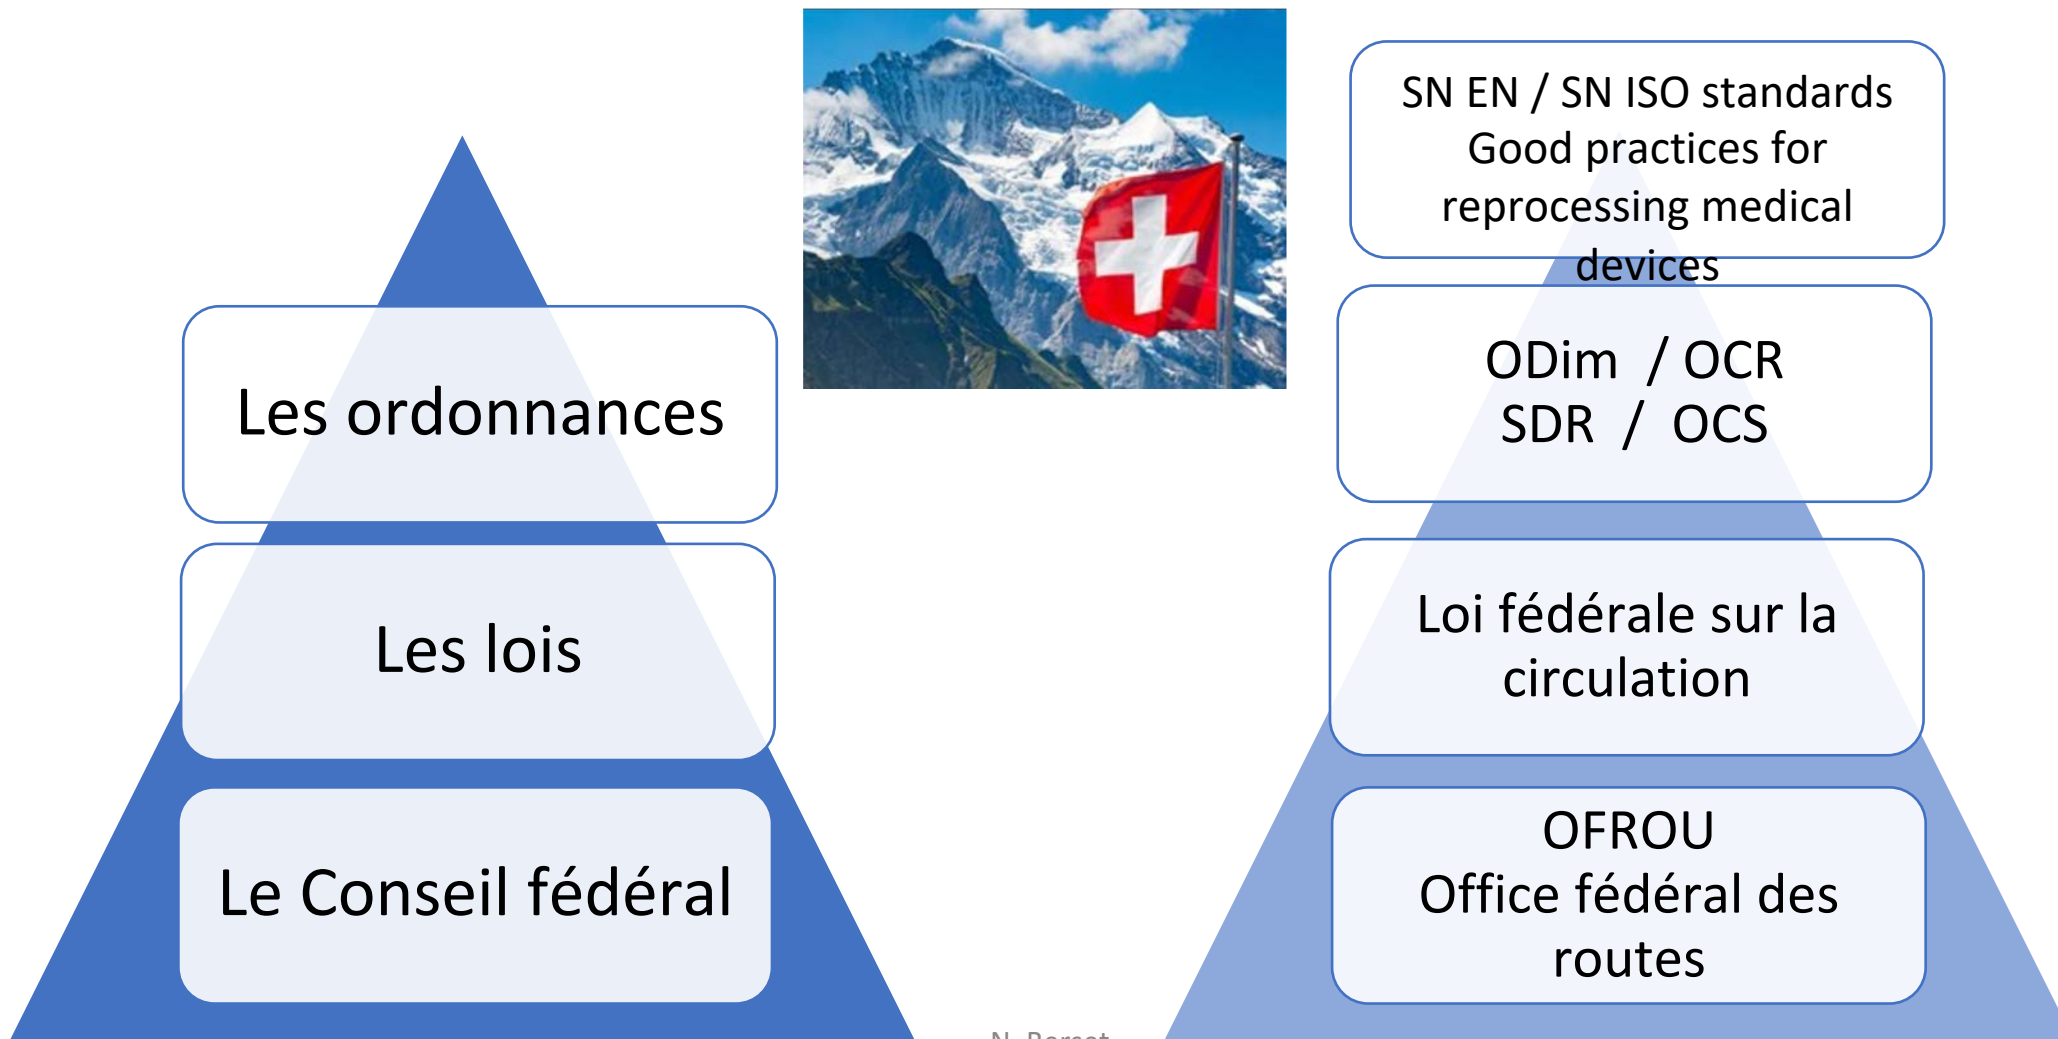 Les ordonnances
Les lois
Le Conseil fédéral
SN EN / SN ISO standards
Good practices for
reprocessing medical
devices
ODim / OCR
SDR / OCS
Loi fédérale sur la
circulation
OFROU
Office fédéral des
routes